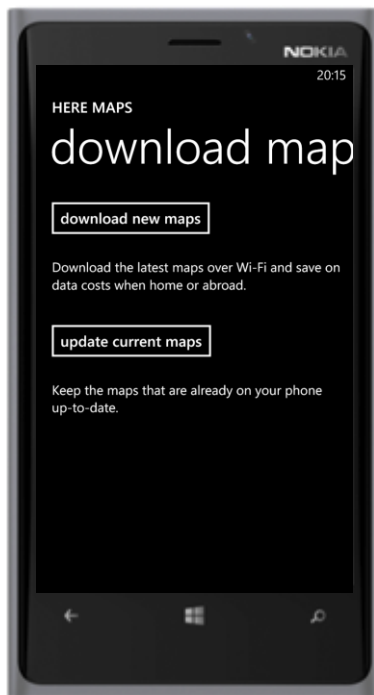 NOKIA
20:15
HERE MAPS
download map
download new maps
Download the latest maps over Wi-Fi and save on
data costs when home or abroad.
update current maps
Keep the maps that are already on your phone
up-to-date.